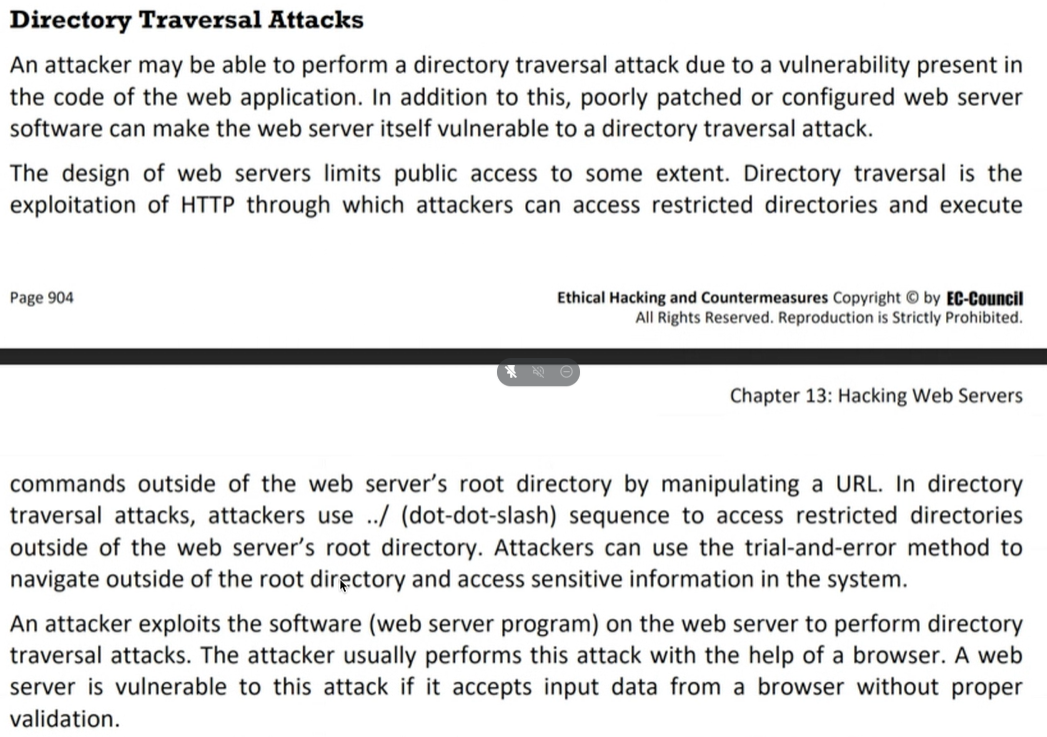 Directory Traversal Attacks
An attacker may be able to perform a directory traversal attack due to a vulnerability present in
the code of the web application. In addition to this, poorly patched or configured web server
software can make the web server itself vulnerable to a directory traversal attack.
The design of web servers limits public access to some extent. Directory traversal is the
exploitation of HTTP through which attackers can access restricted directories and execute
Page 904
Ethical Hacking and Countermeasures Copyright © by EC-Council
All Rights Reserved. Reproduction is Strictly Prohibited.
Chapter 13: Hacking Web Servers
commands outside of the web server’s root directory by manipulating a URL. In directory
traversal attacks, attackers use ../ (dot-dot-slash) sequence to access restricted directories
outside of the web server’s root directory. Attackers can use the trial-and-error method to
navigate outside of the root directory and access sensitive information in the system.
An attacker exploits the software (web server program) on the web server to perform directory
traversal attacks. The attacker usually performs this attack with the help of a browser. A web
server is vulnerable to this attack if it accepts input data from a browser without proper
validation.